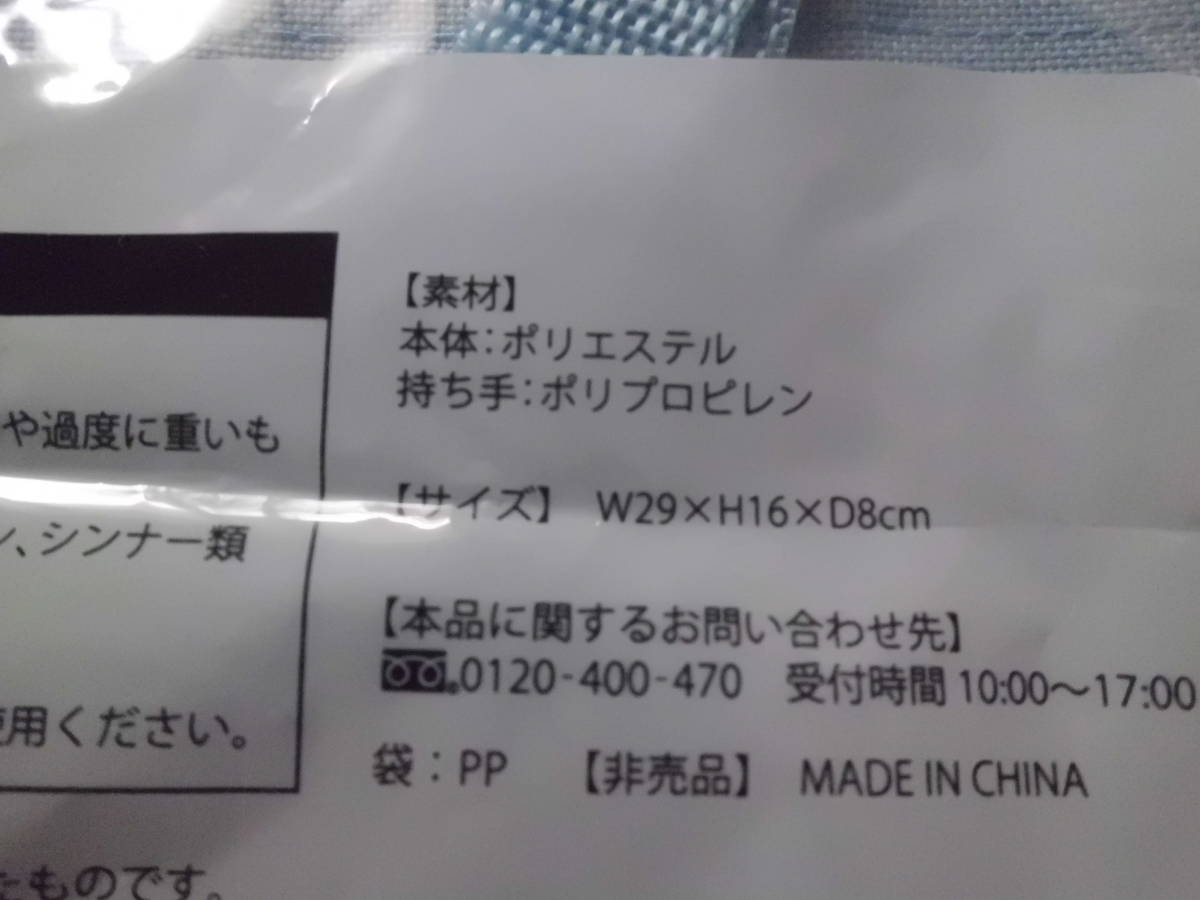 や過度に重いも
、シンナー類
使用ください。
たものです。
【素材】
本体：ポリエステル
持ち手：ポリプロピレン
【サイズ】 W29×H16×D8cm
【本品に関するお問い合わせ先】
0120-400-470 受付時間 10:00〜17:00
袋：PP 【非売品】 MADE IN CHINA